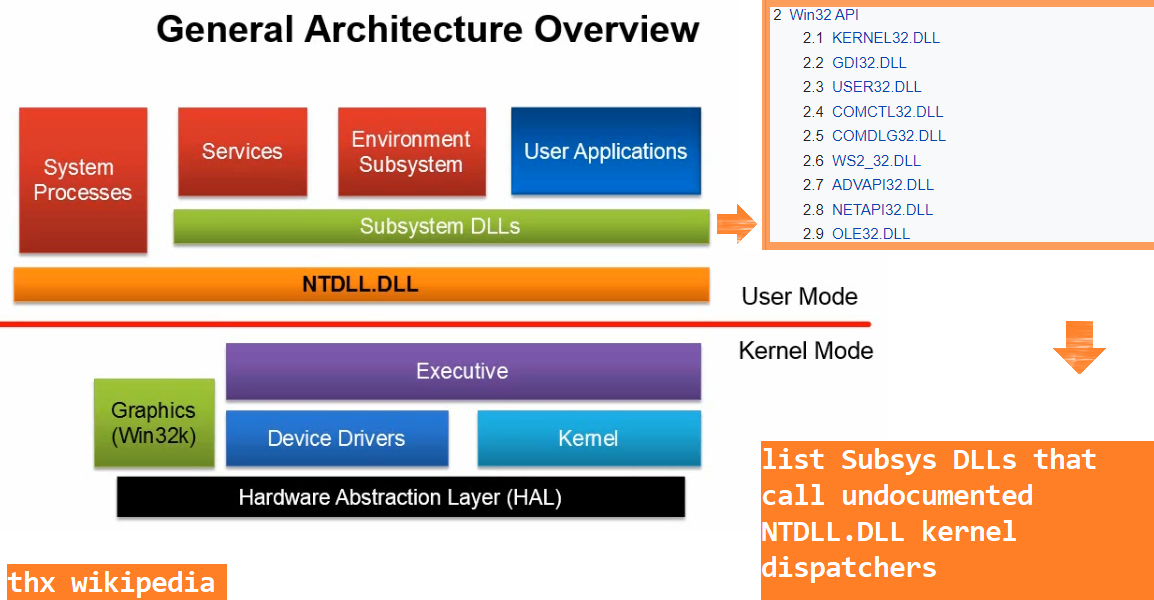 General Architecture Overview
System
Processes
Services
Environment
Subsystem
User Applications
Subsystem DLLs
NTDLL.DLL
User Mode
Kernel Mode
Executive
Graphics
(Win32k)
Device Drivers
Kernel
Hardware Abstraction Layer (HAL)
thx wikipedia
2 Win32 API
2.1 KERNEL32.DLL
2.2 GDI32.DLL
2.3 USER32.DLL
2.4 COMCTL32.DLL
2.5 COMDLG32.DLL
2.6 WS2_32.DLL
2.7 ADVAPI32.DLL
2.8 NETAPI32.DLL
2.9 OLE32.DLL
list Subsys DLLs that
call undocumented
NTDLL.DLL kernel
dispatchers